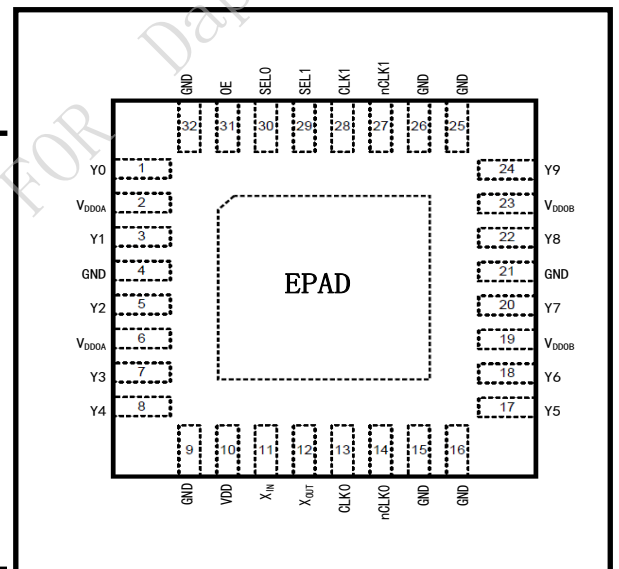 FOR Dap
GND OE SEL0 SEL1 CLK1 nCLK1 GND GND
32 31 30 29 28 27 26 25
Y0 1 24 Y9
VDDOA 2 23 VDDOB
Y1 3 22 Y8
GND 4 21 GND
EPAD
Y2 5 20 Y7
VDDOA 6 19 VDDOB
Y3 7 18 Y6
Y4 8 17 Y5
9 10 11 12 13 14 15 16
GND VDD XIN XOUT CLK0 nCLK0 GND GND